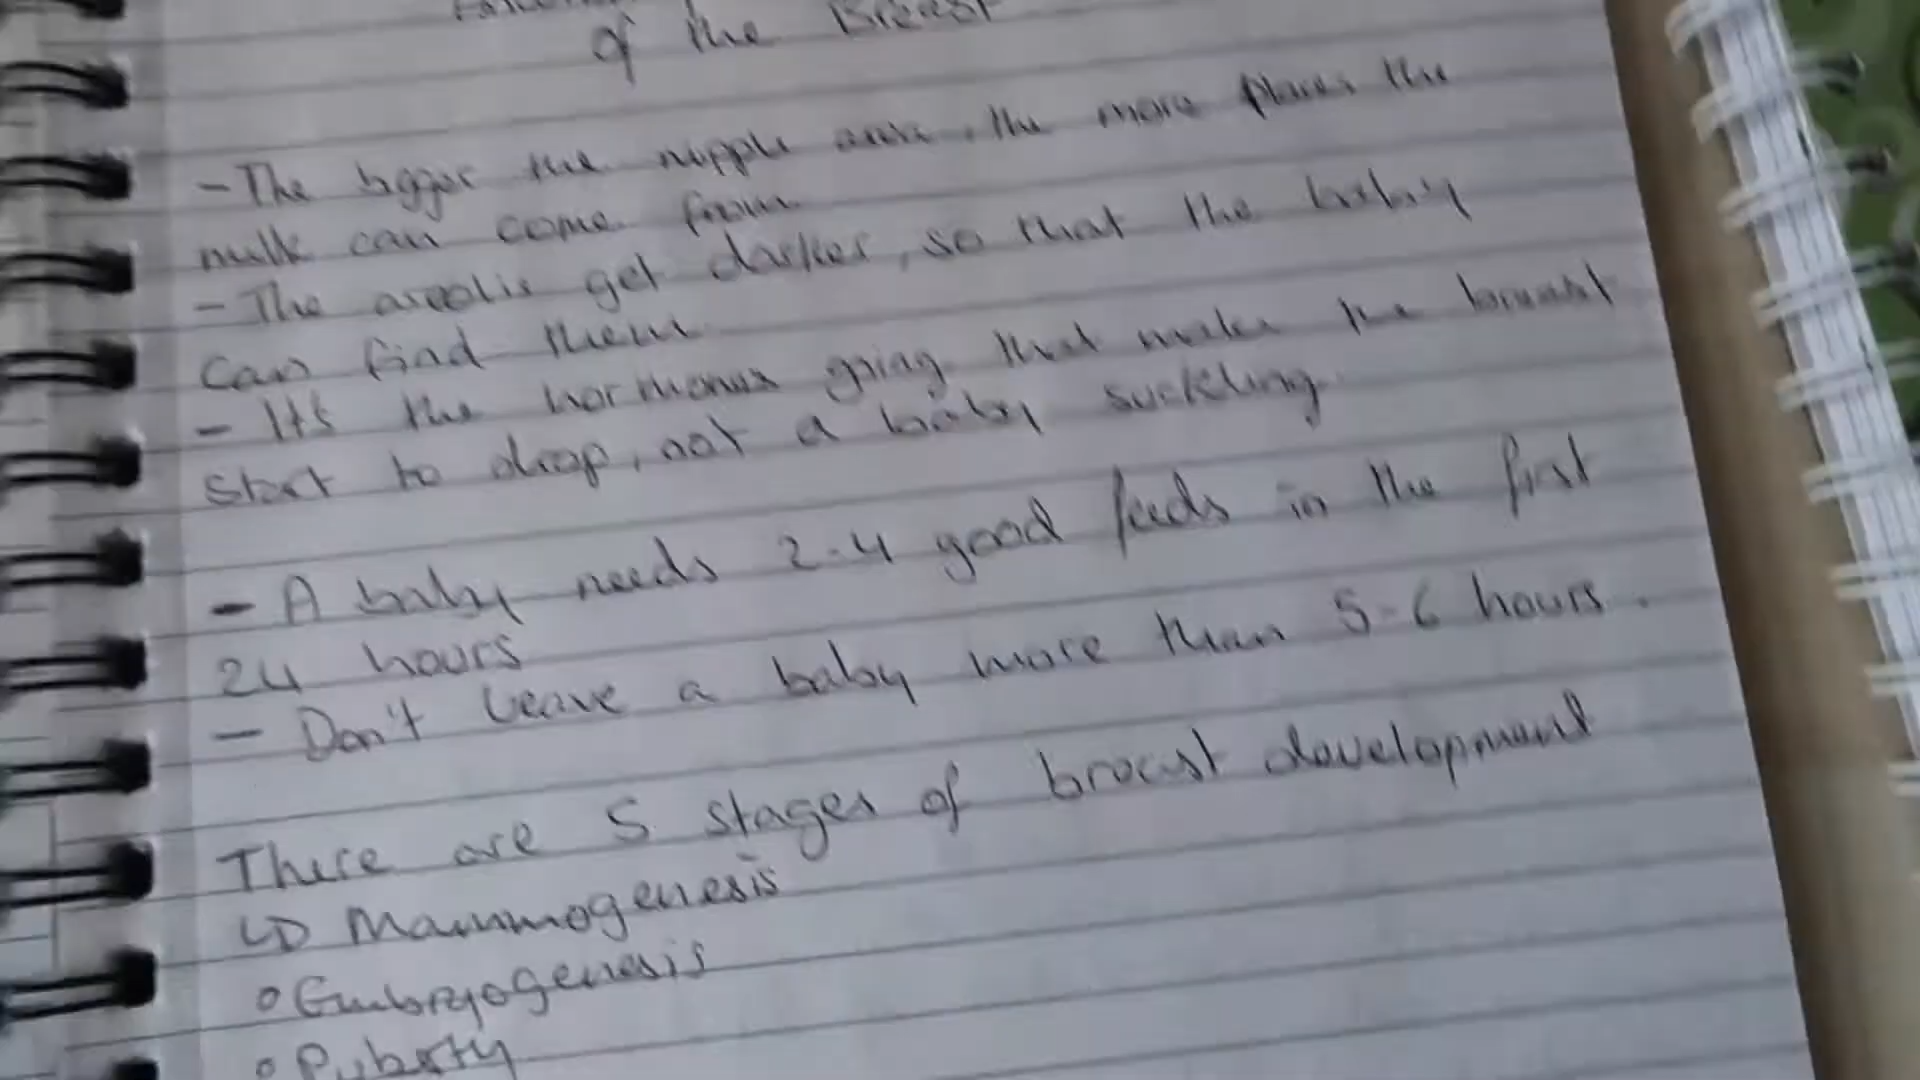 of the Breast
- The bigger the nipple area, the more places the
milk can come from
- The areolis get darker, so that the baby
can find them
- It's the hormones going that makes the breast
start to drop, not a baby suckling.
- A baby needs 2-4 good feeds in the first
24 hours
- Don't leave a baby more than 5-6 hours.
There are 5 stages of breast development
Mammogenesis
Embryogenesis
Puberty